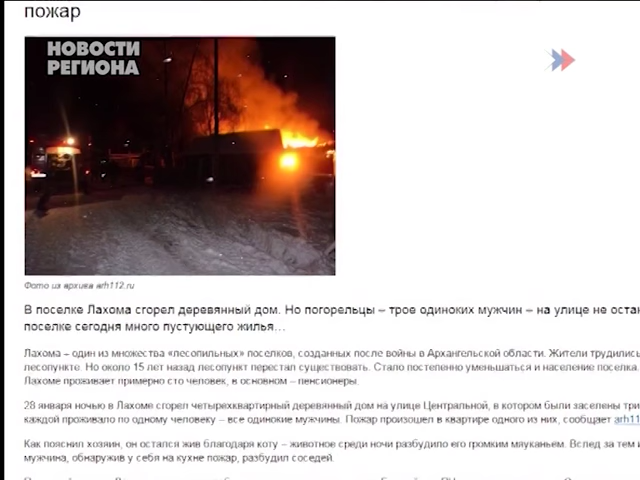 пожар
НОВОСТИ
РЕГИОНА
Фото из архива arh112.ru
В поселке Лахома сгорел деревянный дом. Но погорельцы – трое одиноких мужчин – на улице не
поселке сегодня много пустующего жилья…
Лахома – один из множества «лесопильных» поселков, созданных после войны в Архангельской области. Жители
лесопункте. Но около 15 лет назад лесопункт перестал существовать. Стало постепенно уменьшаться и население поселка.
Лахоме проживает примерно сто человек, в основном – пенсионеры.
28 января ночью в Лахоме сгорел четырехквартирный деревянный дом на улице Центральной, в котором были заселены
каждой проживало по одному человеку – все одинокие мужчины. Пожар произошел в квартире одного из них, сообщает
Как пояснил хозяин, он остался жив благодаря коту – животное среди ночи разбудило его громким мяуканьем. Вслед за тем
мужчина, обнаружив у себя на кухне пожар, разбудил соседей.